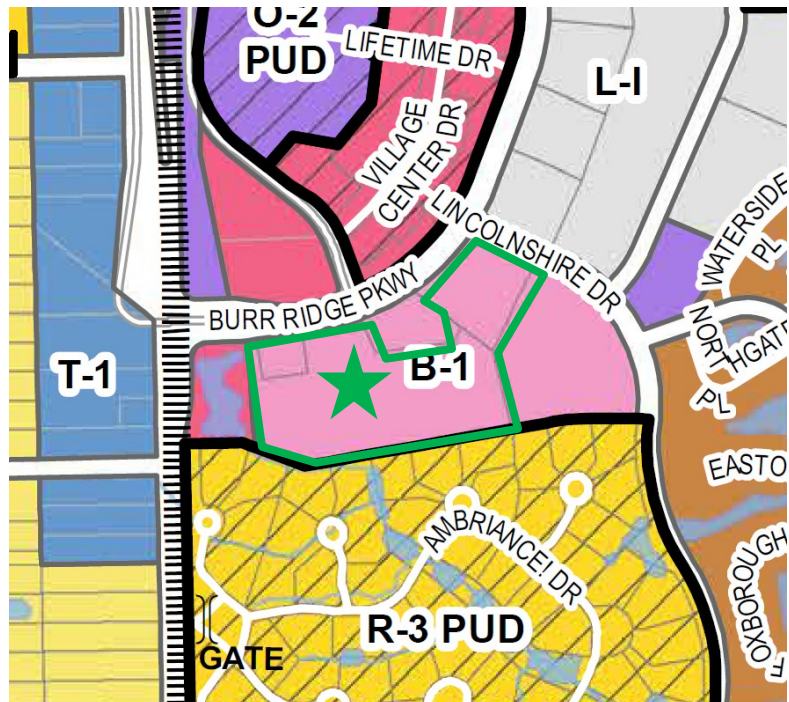 O-2
PUD
LIFETIME DR
L-I
VILLAGE
CENTER DR
LINCOLNSHIRE DR
WATERSIDE
PL
BURR RIDGE PKWY
NORT
HGATE
PL
T-1
B-1
EASTO
AMBRIANCE! DR
OXBOROUGH
F
R-3 PUD
GATE